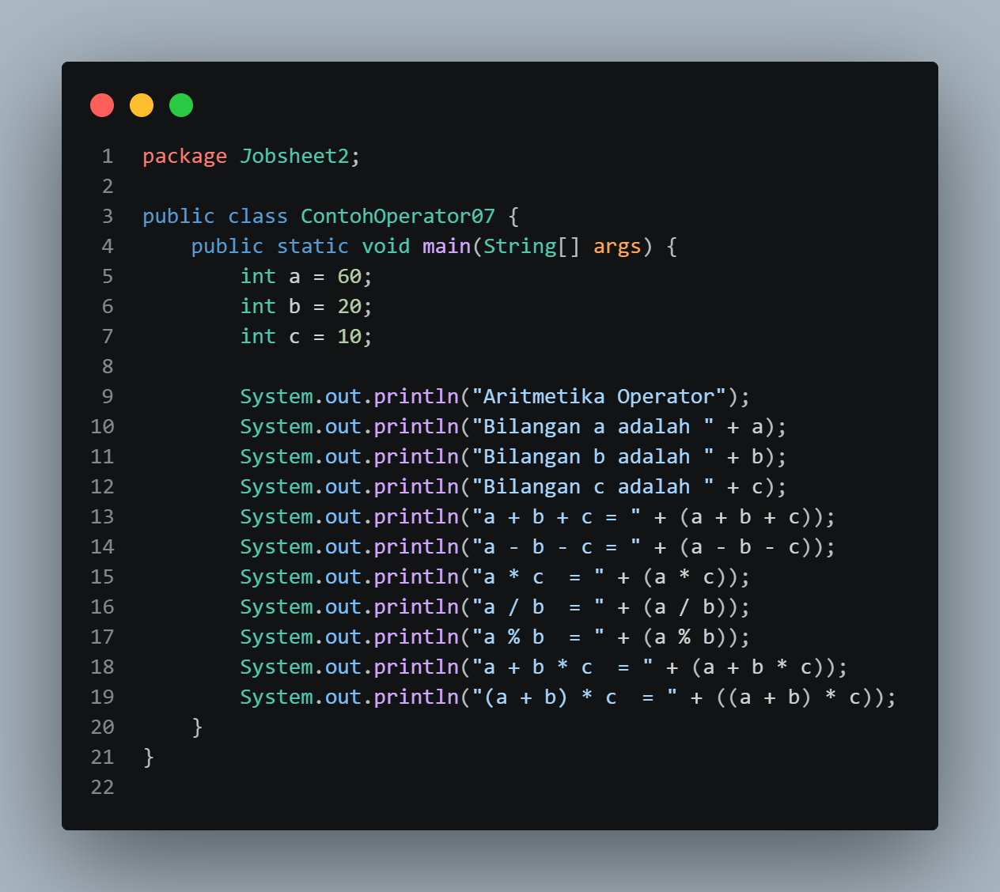 1 package Jobsheet2;
2
3 public class ContohOperator07 {
4     public static void main(String[] args) {
5         int a = 60;
6         int b = 20;
7         int c = 10;
8
9         System.out.println("Aritmetika Operator");
10         System.out.println("Bilangan a adalah " + a);
11         System.out.println("Bilangan b adalah " + b);
12         System.out.println("Bilangan c adalah " + c);
13         System.out.println("a + b + c = " + (a + b + c));
14         System.out.println("a - b - c = " + (a - b - c));
15         System.out.println("a * c  = " + (a * c));
16         System.out.println("a / b  = " + (a / b));
17         System.out.println("a % b  = " + (a % b));
18         System.out.println("a + b * c  = " + (a + b * c));
19         System.out.println("(a + b) * c  = " + ((a + b) * c));
20     }
21 }
22